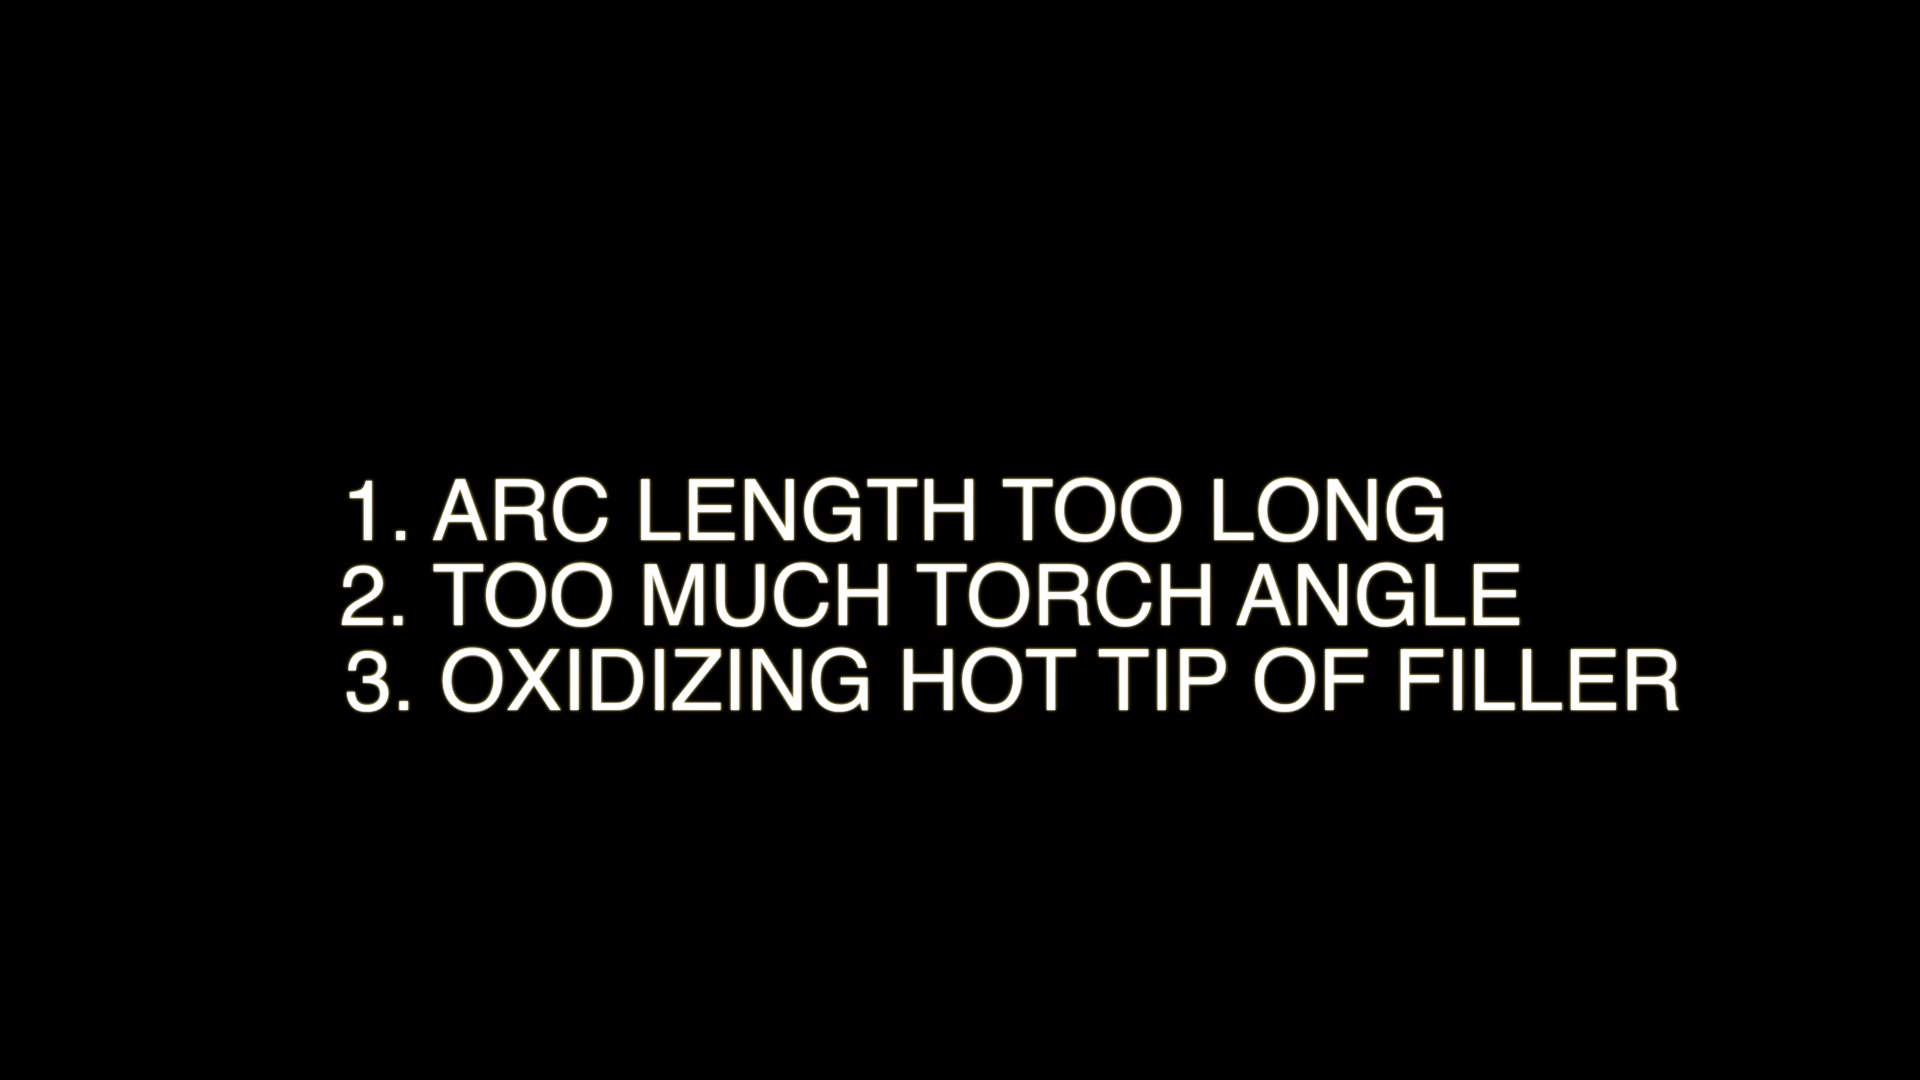 1. ARC LENGTH TOO LONG
2. TOO MUCH TORCH ANGLE
3. OXIDIZING HOT TIP OF FILLER